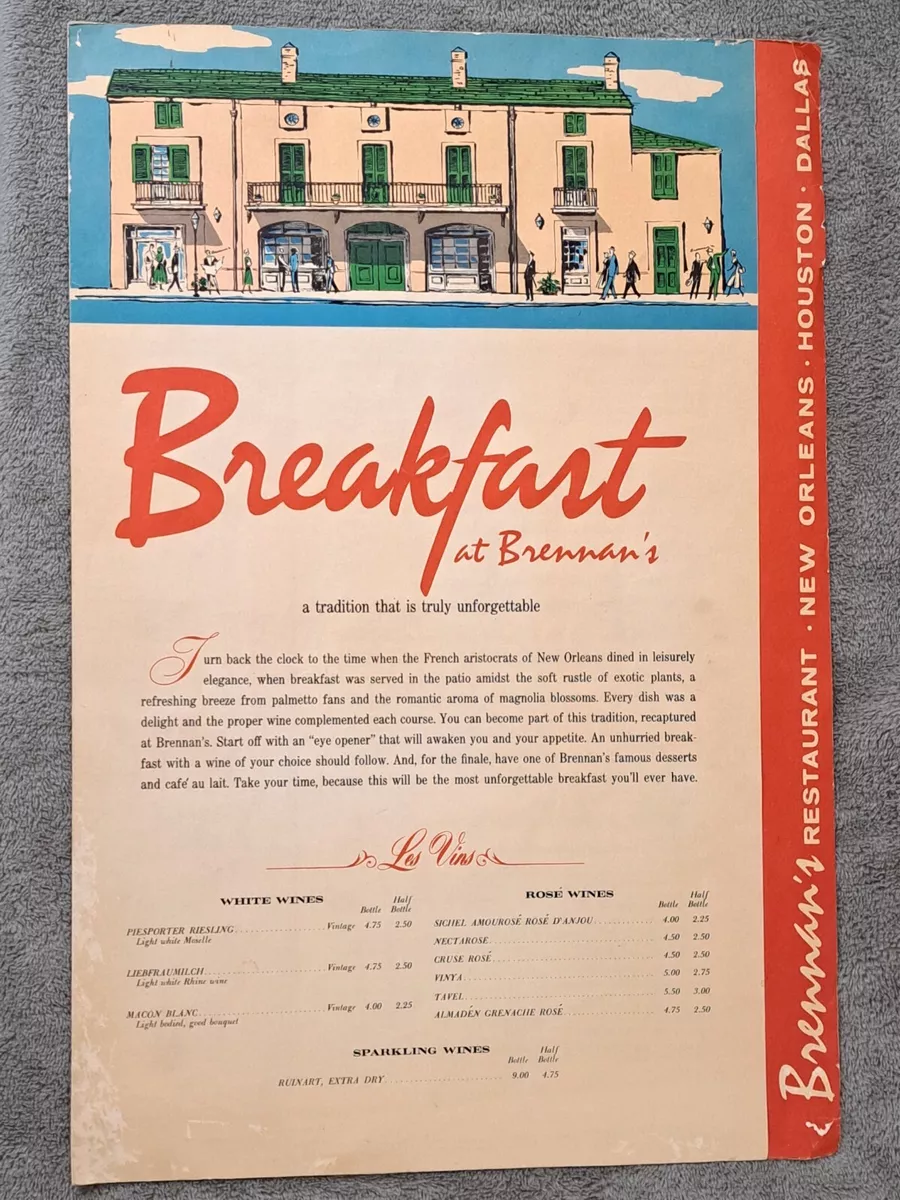 Breakfast
at Brennan's
a tradition that is truly unforgettable
Turn back the clock to the time when the French aristocrats of New Orleans dined in leisurely
elegance, when breakfast was served in the patio amidst the soft rustle of exotic plants, a
refreshing breeze from palmetto fans and the romantic aroma of magnolia blossoms. Every dish was a
delight and the proper wine complemented each course. You can become part of this tradition, recaptured
at Brennan's. Start off with an “eye opener” that will awaken you and your appetite. An unhurried break-
fast with a wine of your choice should follow. And, for the finale, have one of Brennan's famous desserts
and café au lait. Take your time, because this will be the most unforgettable breakfast you'll ever have.
Les Vins
WHITE WINES
Bottle Half Bottle
PIESPORTER RIESLING Vintage 4.75 2.50
Light white Moselle
LIEBFRAUMILCH Vintage 4.75 2.50
Light white Rhine wine
MACON BLANC Vintage 4.00 2.25
Light bodied, good bouquet
ROSÉ WINES
Bottle Half Bottle
SICHEL AMOUROSÉ ROSÉ D'ANJOU 4.00 2.25
NECTAROSÉ 4.50 2.50
CRUSE ROSÉ 4.50 2.50
VINYA 5.00 2.75
TAVEL 5.50 3.00
ALMADÉN GRENACHE ROSÉ 4.75 2.50
SPARKLING WINES
Bottle Half Bottle
RUINART, EXTRA DRY 9.00 4.75
Brennan's RESTAURANT · NEW ORLEANS · HOUSTON · DALLAS